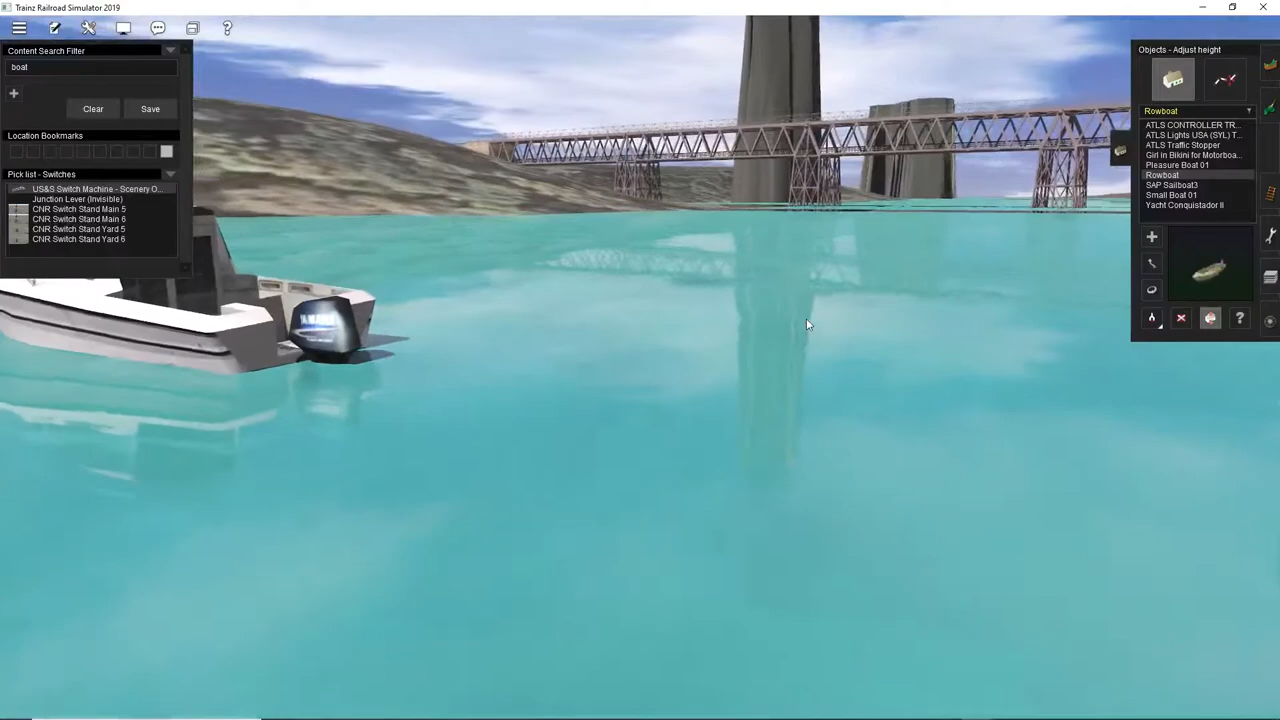 Trainz Railroad Simulator 2019
Content Search Filter
boat
Clear
Save
Location Bookmarks
Pick list - Switches
US&S Switch Machine - Scenery O...
Junction Lever (Invisible)
CNR Switch Stand Main 5
CNR Switch Stand Main 6
CNR Switch Stand Yard 5
CNR Switch Stand Yard 6
YAMAHA
Objects - Adjust height
Rowboat
ATLS CONTROLLER TR...
ATLS Lights USA (SYL) T...
ATLS Traffic Stopper
Girl in Bikini for Motorboa...
Pleasure Boat 01
Rowboat
SAP Sailboat3
Small Boat 01
Yacht Conquistador II